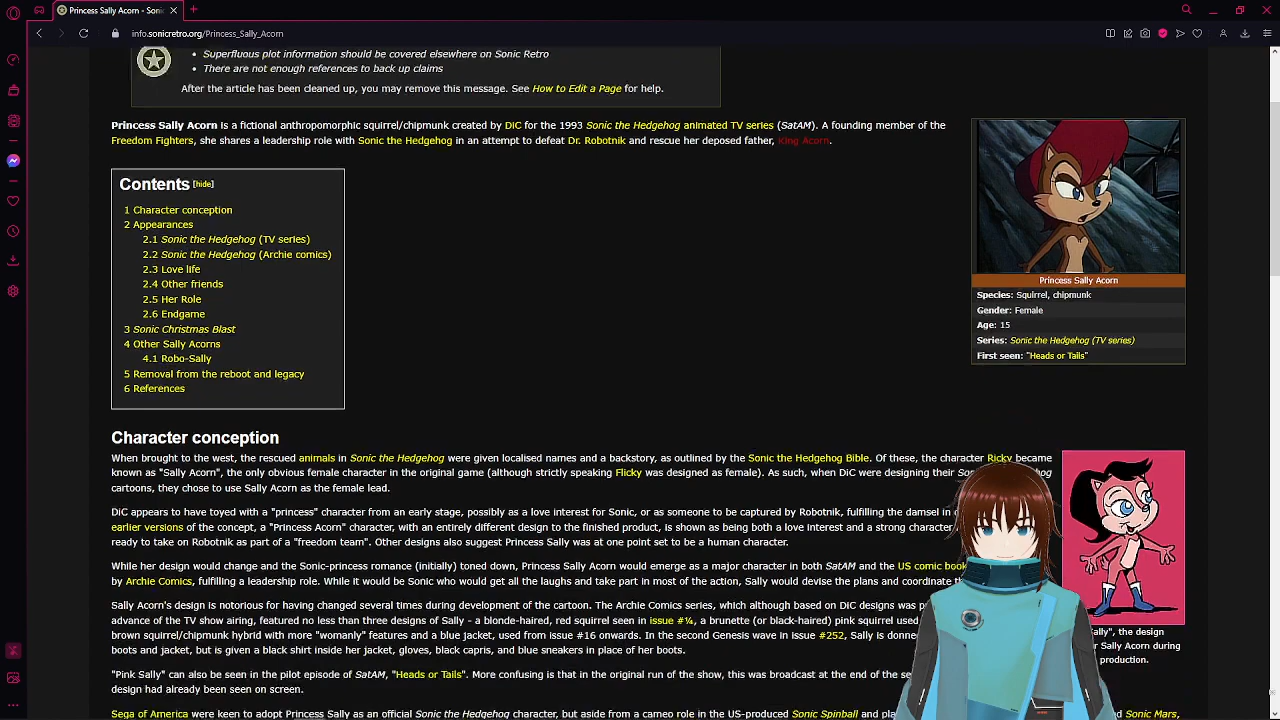 Princess Sally Acorn - Soni
info.sonicretro.org/Princess_Sally_Acorn
Superfluous plot information should be covered elsewhere on Sonic Retro
There are not enough references to back up claims
After the article has been cleaned up, you may remove this message. See How to Edit a Page for help.
Princess Sally Acorn is a fictional anthropomorphic squirrel/chipmunk created by DiC for the 1993 Sonic the Hedgehog animated TV series (SatAM). A founding member of the
Freedom Fighters, she shares a leadership role with Sonic the Hedgehog in an attempt to defeat Dr. Robotnik and rescue her deposed father, King Acorn.
Contents [hide]
1 Character conception
2 Appearances
2.1 Sonic the Hedgehog (TV series)
2.2 Sonic the Hedgehog (Archie comics)
2.3 Love life
2.4 Other friends
2.5 Her Role
2.6 Endgame
3 Sonic Christmas Blast
4 Other Sally Acorns
4.1 Robo-Sally
5 Removal from the reboot and legacy
6 References
Princess Sally Acorn
Species: Squirrel, chipmunk
Gender: Female
Age: 15
Series: Sonic the Hedgehog (TV series)
First seen: "Heads or Tails"
Character conception
When brought to the west, the rescued animals in Sonic the Hedgehog were given localised names and a backstory, as outlined by the Sonic the Hedgehog Bible. Of these, the character Ricky became
known as "Sally Acorn", the only obvious female character in the original game (although strictly speaking Flicky was designed as female). As such, when DiC were designing their
cartoons, they chose to use Sally Acorn as the female lead.
DiC appears to have toyed with a "princess" character from an early stage, possibly as a love interest for Sonic, or as someone to be captured by Robotnik, fulfilling the damsel in
earlier versions of the concept, a "Princess Acorn" character, with an entirely different design to the finished product, is shown as being both a love interest and a strong character,
ready to take on Robotnik as part of a "freedom team". Other designs also suggest Princess Sally was at one point set to be a human character.
While her design would change and the Sonic-princess romance (initially) toned down, Princess Sally Acorn would emerge as a major character in both SatAM and the US comic book
by Archie Comics, fulfilling a leadership role. While it would be Sonic who would get all the laughs and take part in most of the action, Sally would devise the plans and coordinate
Sally Acorn's design is notorious for having changed several times during development of the cartoon. The Archie Comics series, which although based on DiC designs was
advance of the TV show airing, featured no less than three designs of Sally - a blonde-haired, red squirrel seen in issue #¼, a brunette (or black-haired) pink squirrel used
brown squirrel/chipmunk hybrid with more "womanly" features and a blue jacket, used from issue #16 onwards. In the second Genesis wave in issue #252, Sally is
boots and jacket, but is given a black shirt inside her jacket, gloves, black capris, and blue sneakers in place of her boots.
the design
Sally Acorn during
production.
"Pink Sally" can also be seen in the pilot episode of SatAM, "Heads or Tails". More confusing is that in the original run of the show, this was broadcast at the end of the
design had already been seen on screen.
Sega of America were keen to adopt Princess Sally as an official Sonic the Hedgehog character, but aside from a cameo role in the US-produced Sonic Spinball and
Sonic Mars,